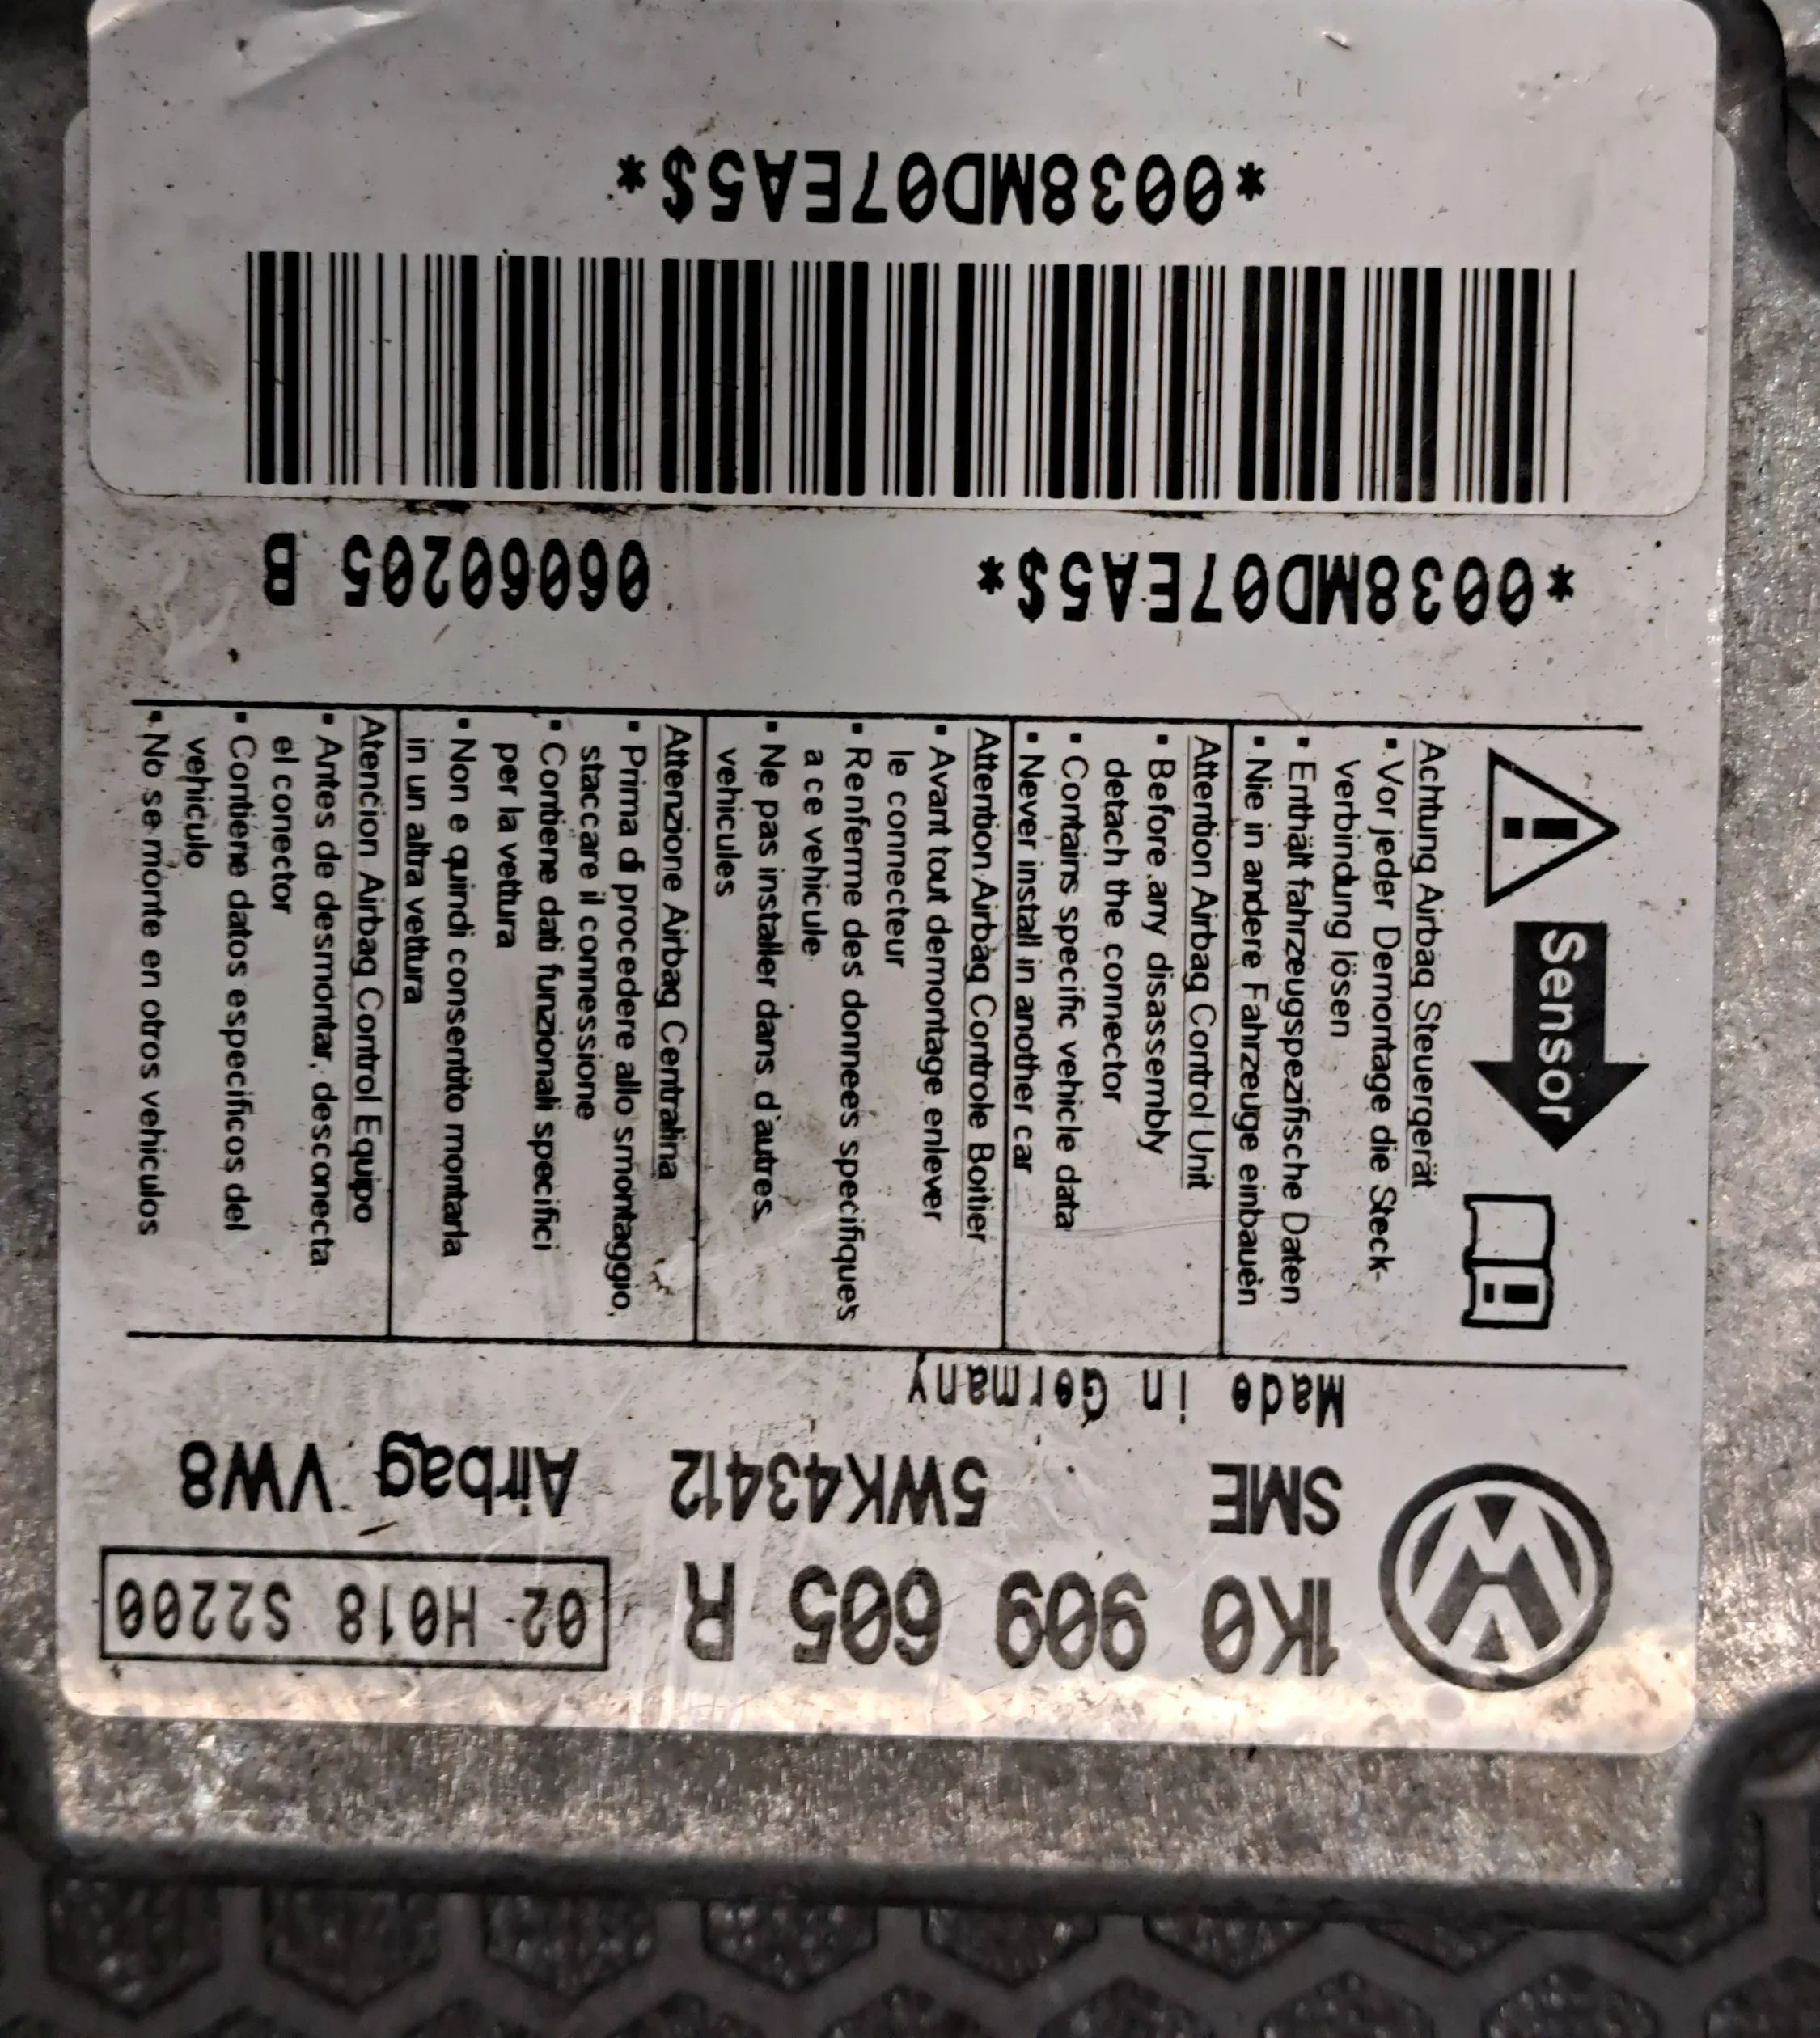 1K0 909 605 R
02 H018 S2200
SME 5WK43412 Airbag VW8
Made in Germany
Sensor
Achtung Airbag Steuergerät
▪ Vor jeder Demontage die Steck-
verbindung lösen
▪ Enthält fahrzeugspezifische Daten
▪ Nie in andere Fahrzeuge einbauen
Attention Airbag Control Unit
▪ Before any disassembly
detach the connector
▪ Contains specific vehicle data
▪ Never install in another car
Attention Airbag Controle Boitier
▪ Avant tout demontage enlever
le connecteur
▪ Renferme des donnees specifiques
a ce vehicule
▪ Ne pas installer dans d'autres
vehicules
Attenzione Airbag Centralina
▪ Prima di procedere allo smontaggio,
staccare il connessione
▪ Contiene dati funzionali specifici
per la vettura
▪ Non e quindi consentito montarla
in un altra vettura
Atencion Airbag Control Equipo
▪ Antes de desmontar, desconecta
el conector
▪ Contiene datos especificos del
vehiculo
▪ No se monte en otros vehiculos
*0038MD07EA5$* 06060205 B
*0038MD07EA5$*